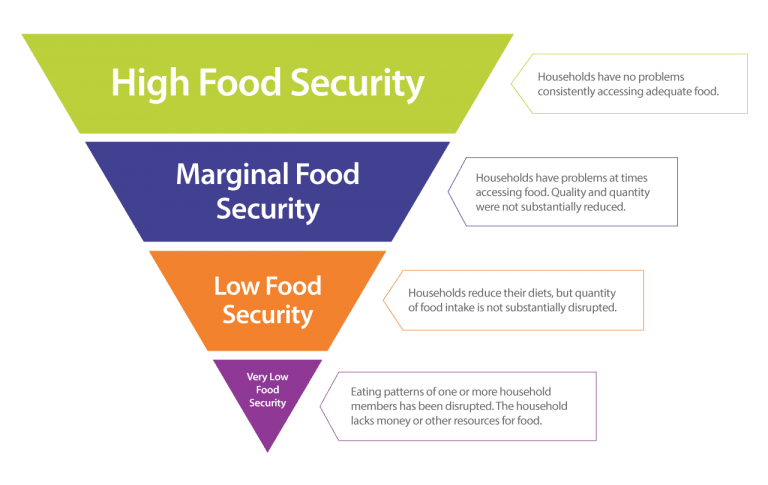 High Food Security
Households have no problems
consistently accessing adequate food.
Marginal Food
Security
Households have problems at times
accessing food. Quality and quantity
were not substantially reduced.
Low Food
Security
Households reduce their diets, but quantity
of food intake is not substantially disrupted.
Very Low
Food
Security
Eating patterns of one or more household
members has been disrupted. The household
lacks money or other resources for food.